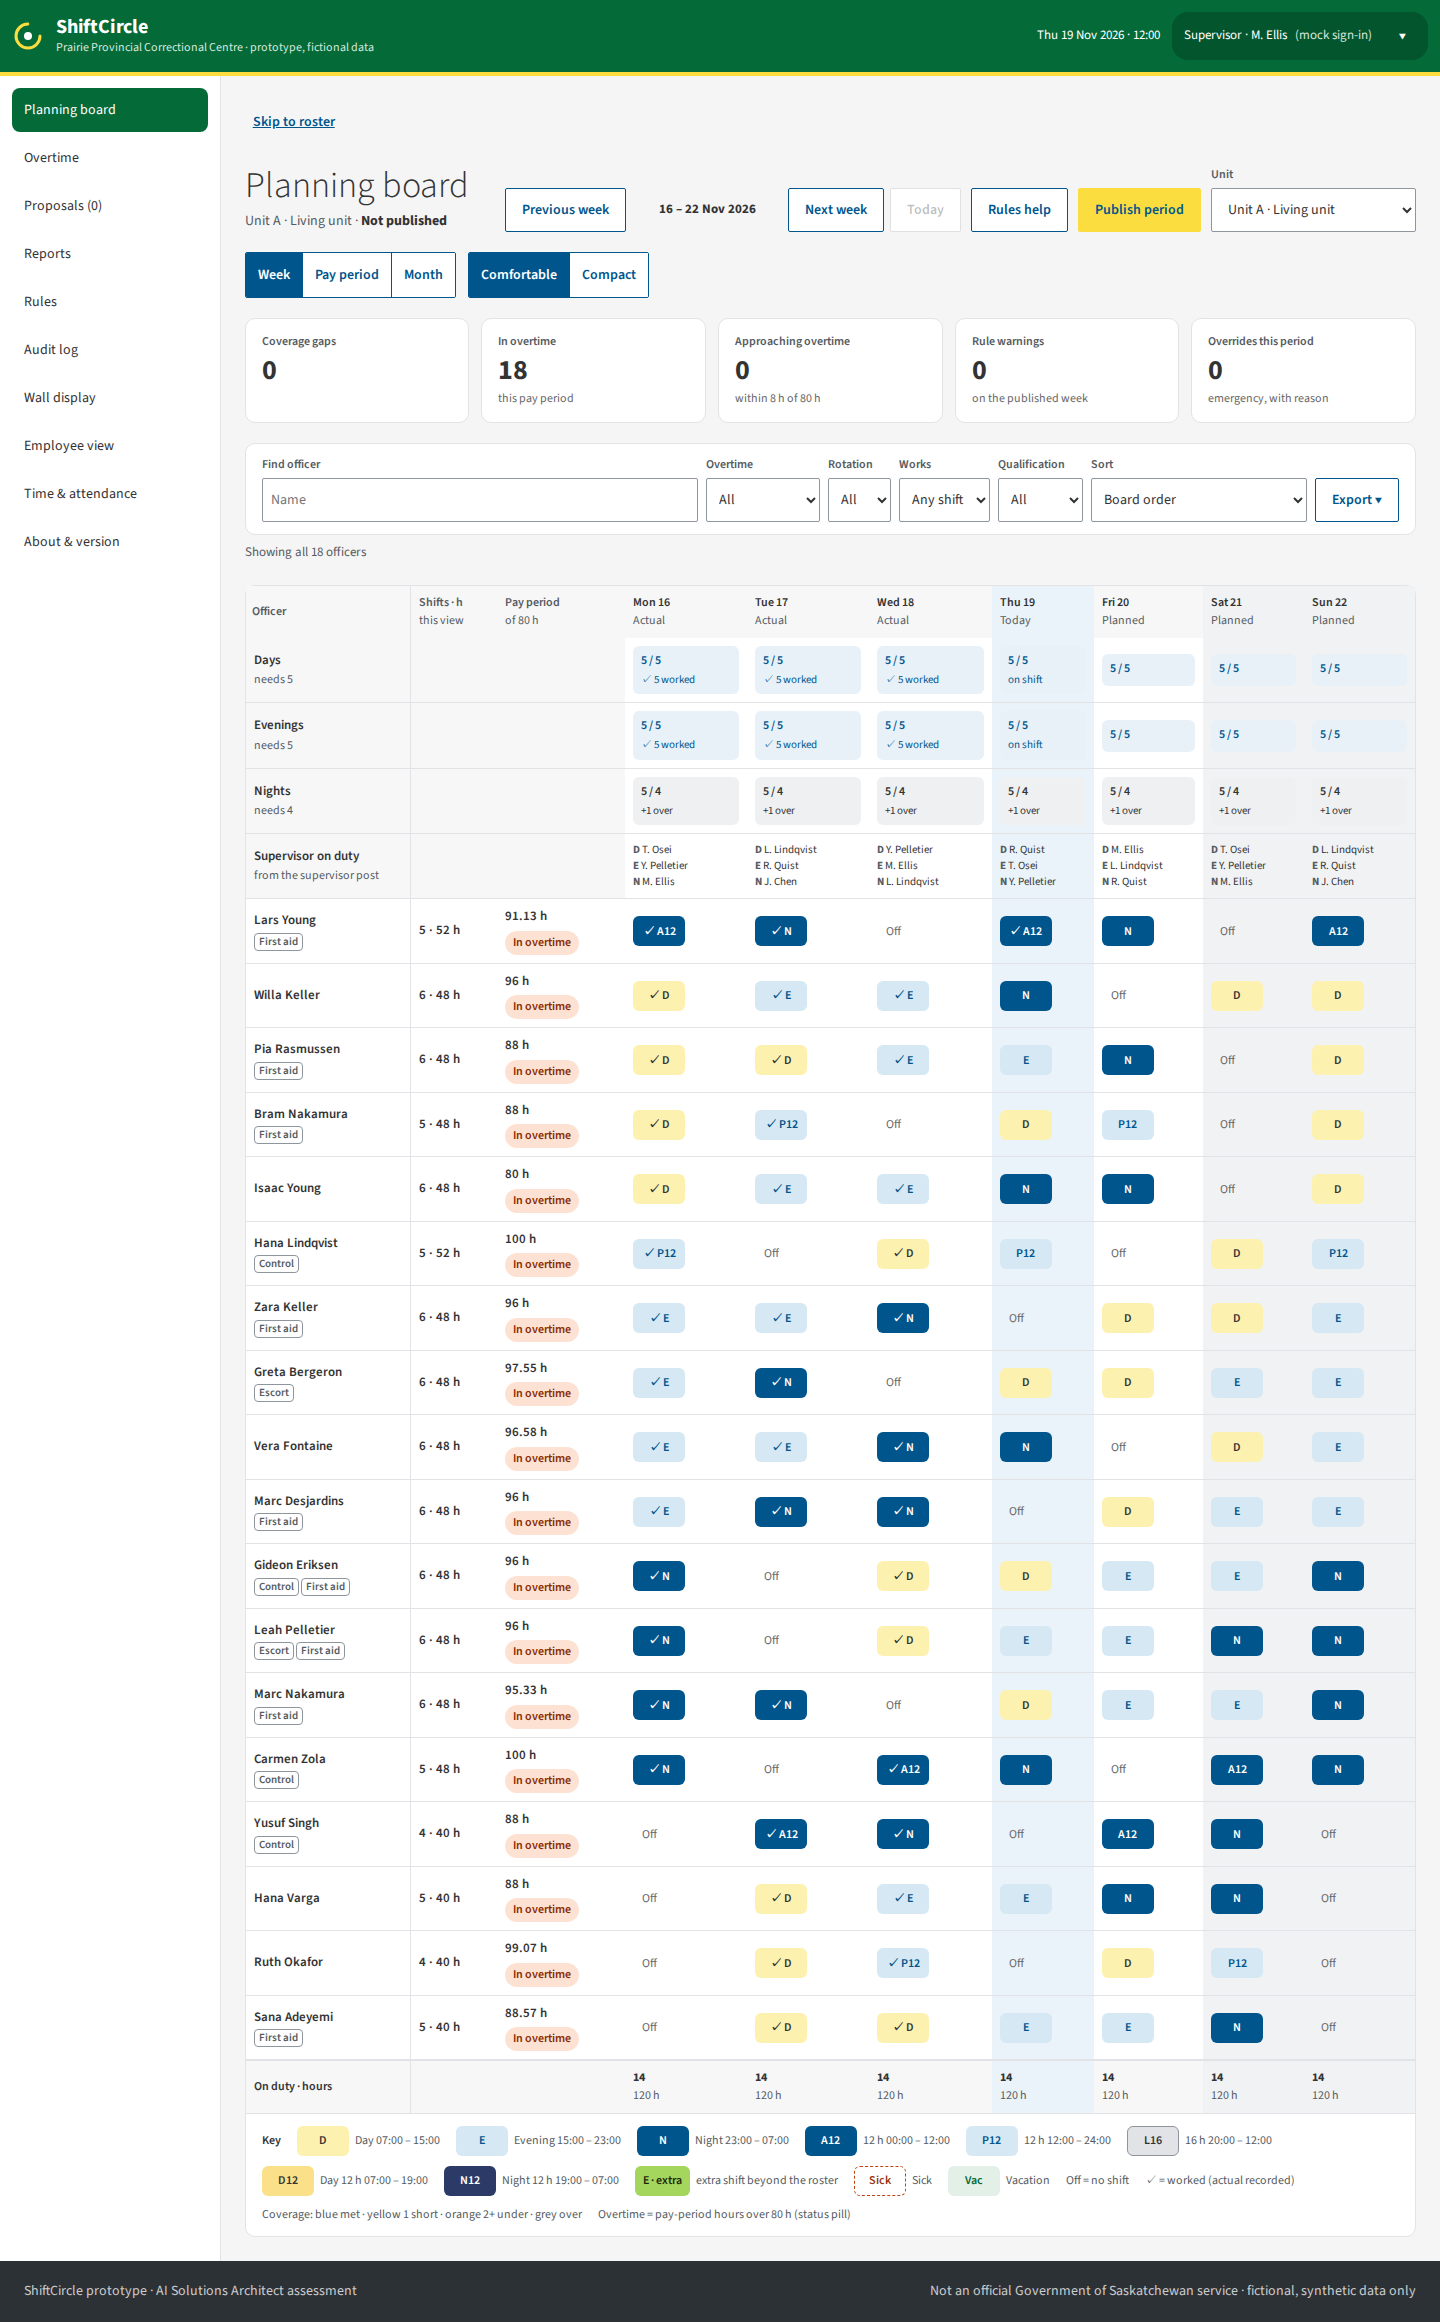 ShiftCircle
Prairie Provincial Correctional Centre · prototype, fictional data
Thu 19 Nov 2026 · 12:00
Supervisor · M. Ellis (mock sign-in) ▾
Planning board
Overtime
Proposals (0)
Reports
Rules
Audit log
Wall display
Employee view
Time & attendance
About & version
Skip to roster
Planning board
Unit A · Living unit · Not published
Previous week
16 – 22 Nov 2026
Next week
Today
Rules help
Publish period
Unit
Unit A · Living unit
Week Pay period Month
Comfortable Compact
Coverage gaps
0
In overtime
18
this pay period
Approaching overtime
0
within 8 h of 80 h
Rule warnings
0
on the published week
Overrides this period
0
emergency, with reason
Find officer Overtime Rotation Works Qualification Sort
Name All All Any shift All Board order Export ▾
Showing all 18 officers
Officer Shifts · h this view Pay period of 80 h Mon 16 Actual Tue 17 Actual Wed 18 Actual Thu 19 Today Fri 20 Planned Sat 21 Planned Sun 22 Planned
Days 5 / 5 5 / 5 5 / 5 5 / 5 5 / 5 5 / 5 5 / 5
needs 5 ✓ 5 worked ✓ 5 worked ✓ 5 worked on shift
Evenings 5 / 5 5 / 5 5 / 5 5 / 5 5 / 5 5 / 5 5 / 5
needs 5 ✓ 5 worked ✓ 5 worked ✓ 5 worked on shift
Nights 5 / 4 5 / 4 5 / 4 5 / 4 5 / 4 5 / 4 5 / 4
needs 4 +1 over +1 over +1 over +1 over +1 over +1 over +1 over
Supervisor on duty
from the supervisor post
D T. Osei D L. Lindqvist D Y. Pelletier D R. Quist D M. Ellis D T. Osei D L. Lindqvist
E Y. Pelletier E R. Quist E M. Ellis E T. Osei E L. Lindqvist E Y. Pelletier E R. Quist
N M. Ellis N J. Chen N L. Lindqvist N Y. Pelletier N R. Quist N M. Ellis N J. Chen
Lars Young 5 · 52 h 91.13 h ✓ A12 ✓ N Off ✓ A12 N Off A12
First aid In overtime
Willa Keller 6 · 48 h 96 h ✓ D ✓ E ✓ E N Off D D
In overtime
Pia Rasmussen 6 · 48 h 88 h ✓ D ✓ D ✓ E E N Off D
First aid In overtime
Bram Nakamura 5 · 48 h 88 h ✓ D ✓ P12 Off D P12 Off D
First aid In overtime
Isaac Young 6 · 48 h 80 h ✓ D ✓ E ✓ E N N Off D
In overtime
Hana Lindqvist 5 · 52 h 100 h ✓ P12 Off ✓ D P12 Off D P12
Control In overtime
Zara Keller 6 · 48 h 96 h ✓ E ✓ E ✓ N Off D D E
First aid In overtime
Greta Bergeron 6 · 48 h 97.55 h ✓ E ✓ N Off D D E E
Escort In overtime
Vera Fontaine 6 · 48 h 96.58 h ✓ E ✓ E ✓ N N Off D E
In overtime
Marc Desjardins 6 · 48 h 96 h ✓ E ✓ N ✓ N Off D E E
First aid In overtime
Gideon Eriksen 6 · 48 h 96 h ✓ N Off ✓ D D E E N
Control First aid In overtime
Leah Pelletier 6 · 48 h 96 h ✓ N Off ✓ D E E N N
Escort First aid In overtime
Marc Nakamura 6 · 48 h 95.33 h ✓ N ✓ N Off D E E N
First aid In overtime
Carmen Zola 5 · 48 h 100 h ✓ N Off ✓ A12 N Off A12 N
Control In overtime
Yusuf Singh 4 · 40 h 88 h Off ✓ A12 ✓ N Off A12 N Off
Control In overtime
Hana Varga 5 · 40 h 88 h Off ✓ D ✓ E E N N Off
In overtime
Ruth Okafor 4 · 40 h 99.07 h Off ✓ D ✓ P12 Off D P12 Off
In overtime
Sana Adeyemi 5 · 40 h 88.57 h Off ✓ D ✓ D E E N Off
First aid In overtime
On duty · hours 14 14 14 14 14 14 14
120 h 120 h 120 h 120 h 120 h 120 h 120 h
Key D Day 07:00 – 15:00 E Evening 15:00 – 23:00 N Night 23:00 – 07:00 A12 12 h 00:00 – 12:00 P12 12 h 12:00 – 24:00 L16 16 h 20:00 – 12:00
D12 Day 12 h 07:00 – 19:00 N12 Night 12 h 19:00 – 07:00 E · extra extra shift beyond the roster Sick Sick Vac Vacation Off = no shift ✓ = worked (actual recorded)
Coverage: blue met · yellow 1 short · orange 2+ under · grey over Overtime = pay-period hours over 80 h (status pill)
ShiftCircle prototype · AI Solutions Architect assessment
Not an official Government of Saskatchewan service · fictional, synthetic data only